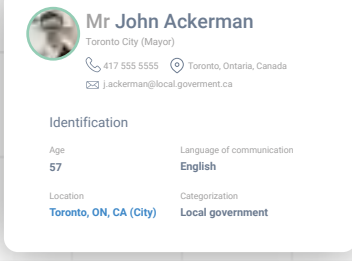 Mr John Ackerman
Toronto City (Mayor)
417 555 5555 Toronto, Ontaria, Canada
j.ackerman@local.goverment.ca
Identification
Age Language of communication
57 English
Location Categorization
Toronto, ON, CA (City) Local government